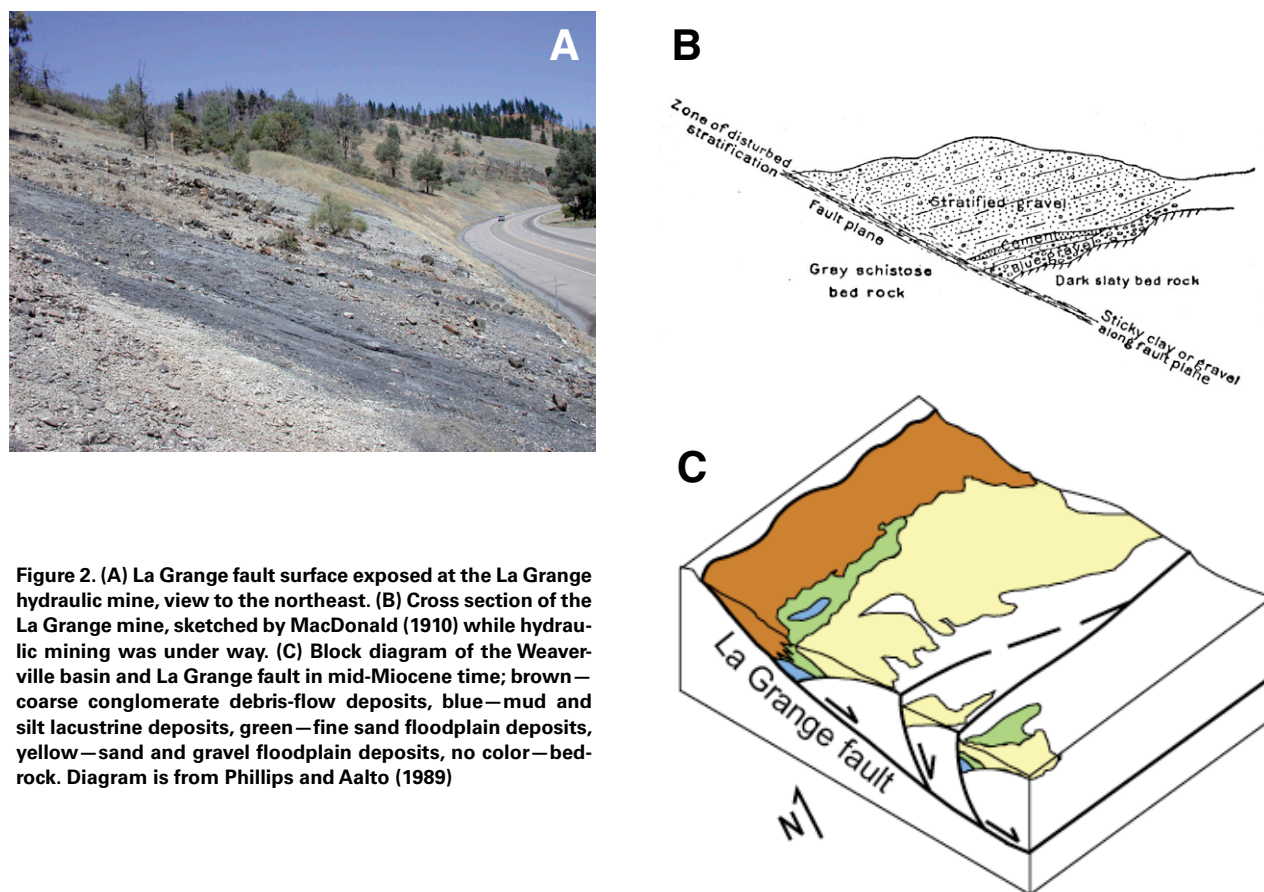 A
B
Zone of disturbed
stratification
Fault plane
Stratified gravel
Cement
Blue gravel
Grey schistose
bed rock
Dark slaty bed rock
Sticky clay or gravel
along fault plane
C
La Grange fault
N
Figure 2. (A) La Grange fault surface exposed at the La Grange
hydraulic mine, view to the northeast. (B) Cross section of the
La Grange mine, sketched by MacDonald (1910) while hydrau-
lic mining was under way. (C) Block diagram of the Weaver-
ville basin and La Grange fault in mid-Miocene time; brown—
coarse conglomerate debris-flow deposits, blue—mud and
silt lacustrine deposits, green—fine sand floodplain deposits,
yellow—sand and gravel floodplain deposits, no color—bed-
rock. Diagram is from Phillips and Aalto (1989)